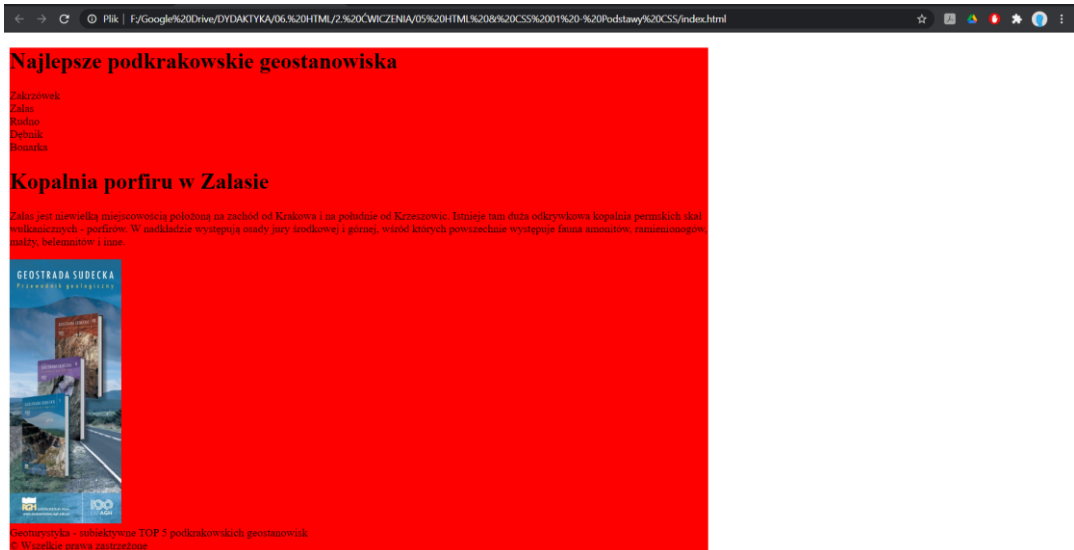 Plik | F:/Google%20Drive/DYDAKTYKA/06.%20HTML/2.%20ĆWICZENIA/05%20HTML%20&%20CSS%2001%20-%20Podstawy%20CSS/index.html
Najlepsze podkrakowskie geostanowiska
Zakrzówek
Zalas
Rudno
Dębnik
Bonarka
Kopalnia porfiru w Zalasie
Zalas jest niewielką miejscowością położoną na zachód od Krakowa i na południe od Krzeszowic. Istnieje tam duża odkrywkowa kopalnia permskich skał
wulkanicznych - porfirów. W nadkładzie występują osady jury środkowej i górnej, wśród których powszechnie występuje fauna amonitów, ramienionogów,
małży, belemnitów i inne.
GEOSTRADA SUDECKA
Przewodnik geologiczny
AGH
100
AGH
Geoturystyka - subiektywne TOP 5 podkrakowskich geostanowisk
© Wszelkie prawa zastrzeżone